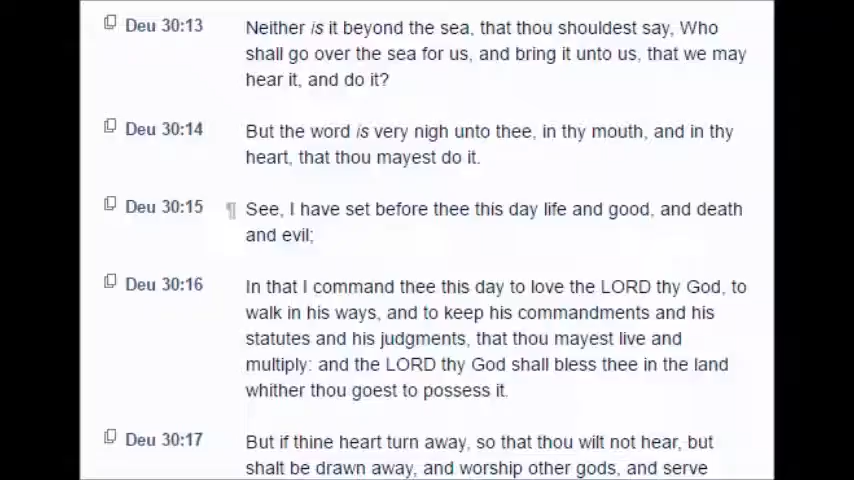 Deu 30:13 Neither is it beyond the sea, that thou shouldest say, Who
shall go over the sea for us, and bring it unto us, that we may
hear it, and do it?
Deu 30:14 But the word is very nigh unto thee, in thy mouth, and in thy
heart, that thou mayest do it.
Deu 30:15 ¶ See, I have set before thee this day life and good, and death
and evil;
Deu 30:16 In that I command thee this day to love the LORD thy God, to
walk in his ways, and to keep his commandments and his
statutes and his judgments, that thou mayest live and
multiply: and the LORD thy God shall bless thee in the land
whither thou goest to possess it.
Deu 30:17 But if thine heart turn away, so that thou wilt not hear, but
shalt be drawn away, and worship other gods, and serve